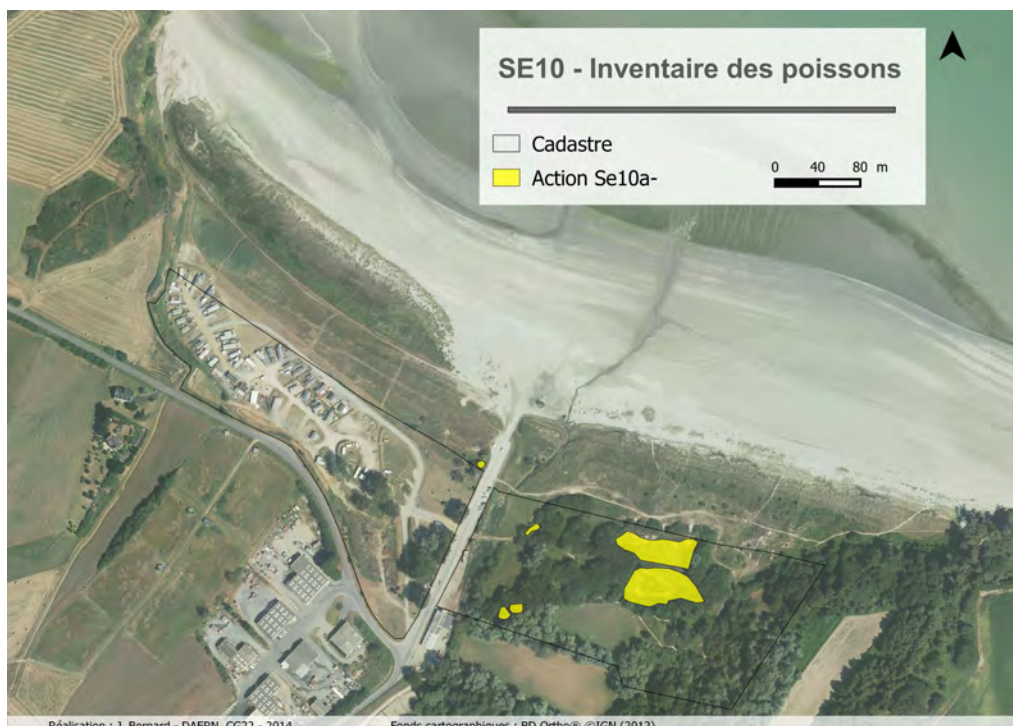 SE10 - Inventaire des poissons
Cadastre
Action Se10a-
0 40 80 m
Réalisation : J. Bernard - DAERN, CG22 - 2014
Fonds cartographiques : BD Ortho® ©IGN (2012)